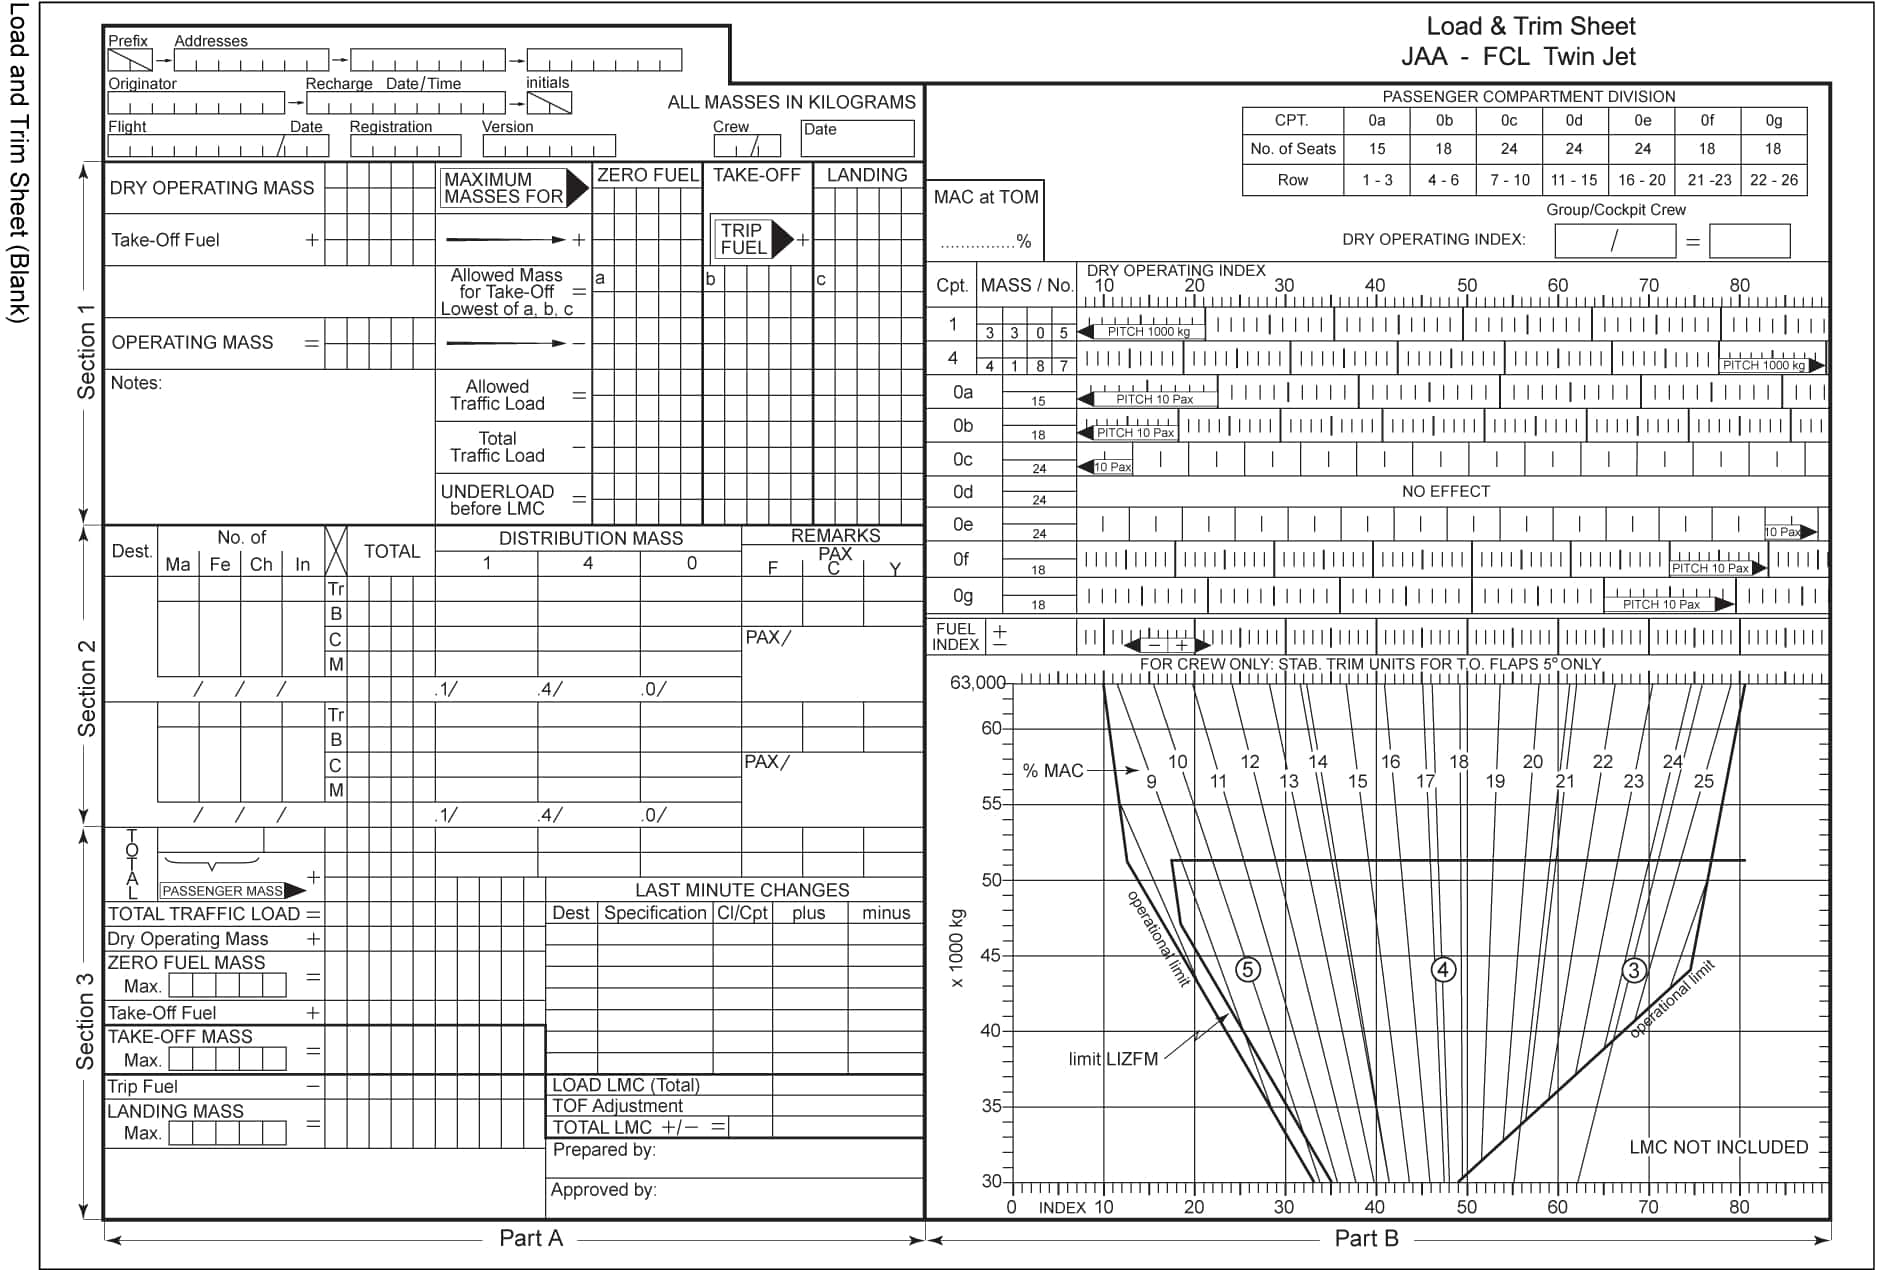 Load and Trim Sheet (Blank)
Load & Trim Sheet
JAA - FCL Twin Jet
Prefix Addresses
Originator Recharge Date/Time initials
ALL MASSES IN KILOGRAMS
Flight / Date Registration Version Crew / Date
Section 1
DRY OPERATING MASS MAXIMUM MASSES FOR ZERO FUEL TAKE-OFF LANDING
Take-Off Fuel + + TRIP FUEL +
Allowed Mass for Take-Off Lowest of a, b, c = a b c
OPERATING MASS = −
Notes:
Allowed Traffic Load =
Total Traffic Load −
UNDERLOAD before LMC =
Section 2
Dest. No. of TOTAL DISTRIBUTION MASS REMARKS
Ma Fe Ch In 1 4 0 PAX
F C Y
Tr
B
C PAX/
M
/ / / .1/ .4/ .0/
Tr
B
C PAX/
M
/ / / .1/ .4/ .0/
Section 3
TOTAL
PASSENGER MASS +
TOTAL TRAFFIC LOAD =
Dry Operating Mass +
ZERO FUEL MASS
Max. =
Take-Off Fuel +
TAKE-OFF MASS
Max. =
Trip Fuel −
LANDING MASS
Max. =
LAST MINUTE CHANGES
Dest Specification Cl/Cpt plus minus
LOAD LMC (Total)
TOF Adjustment
TOTAL LMC +/− =
Prepared by:
Approved by:
Part A
PASSENGER COMPARTMENT DIVISION
CPT. 0a 0b 0c 0d 0e 0f 0g
No. of Seats 15 18 24 24 24 18 18
Row 1 - 3 4 - 6 7 - 10 11 - 15 16 - 20 21 -23 22 - 26
MAC at TOM
...............%
Group/Cockpit Crew
DRY OPERATING INDEX: / =
Cpt. MASS / No. DRY OPERATING INDEX
10 20 30 40 50 60 70 80
1 3 3 0 5 PITCH 1000 kg
4 4 1 8 7 PITCH 1000 kg
0a 15 PITCH 10 Pax
0b 18 PITCH 10 Pax
0c 24 10 Pax
0d 24 NO EFFECT
0e 24 10 Pax
0f 18 PITCH 10 Pax
0g 18 PITCH 10 Pax
FUEL INDEX + − − +
FOR CREW ONLY: STAB. TRIM UNITS FOR T.O. FLAPS 5° ONLY
63,000
60
% MAC
10 12 14 16 18 20 22 24
9 11 13 15 17 19 21 23 25
55
50
x 1000 kg
operational limit
45
5 4 3
operational limit
40
limit LIZFM
35
LMC NOT INCLUDED
30
0 INDEX 10 20 30 40 50 60 70 80
Part B